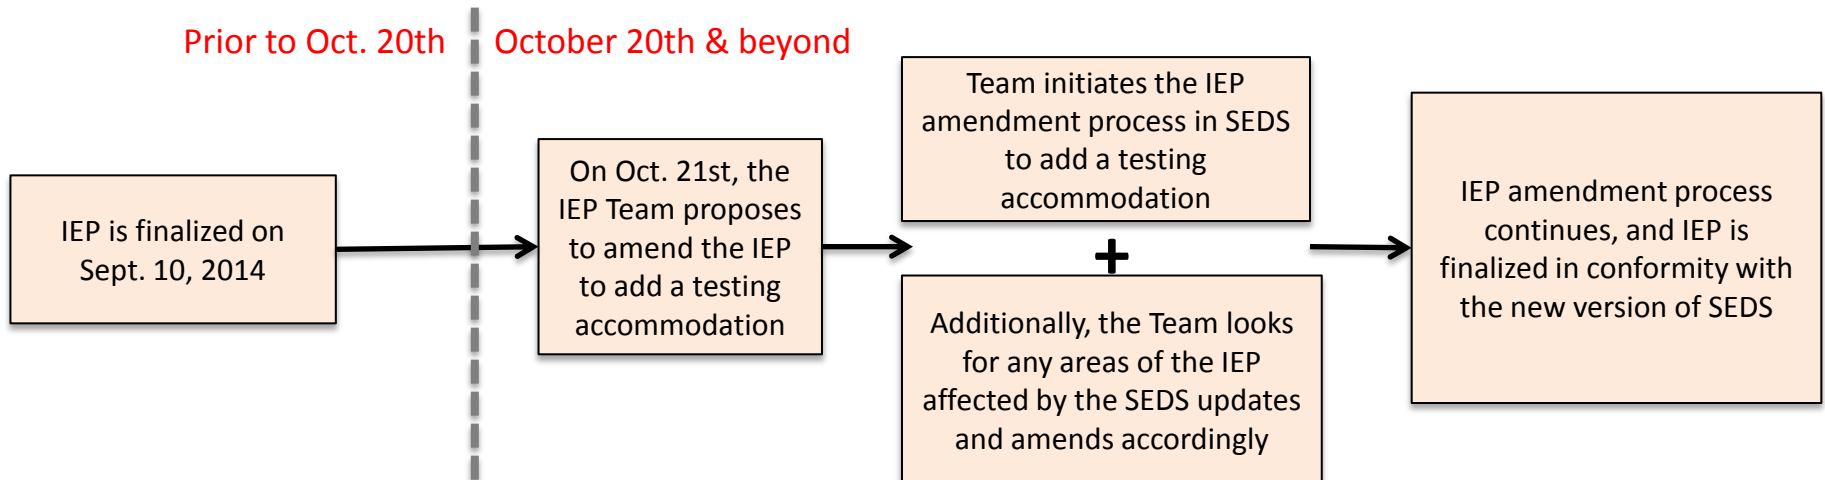 Prior to Oct. 20th
October 20th & beyond
IEP is finalized on
Sept. 10, 2014
On Oct. 21st, the
IEP Team proposes
to amend the IEP
to add a testing
accommodation
Team initiates the IEP
amendment process in SEDS
to add a testing
accommodation
+
Additionally, the Team looks
for any areas of the IEP
affected by the SEDS updates
and amends accordingly
IEP amendment process
continues, and IEP is
finalized in conformity with
the new version of SEDS